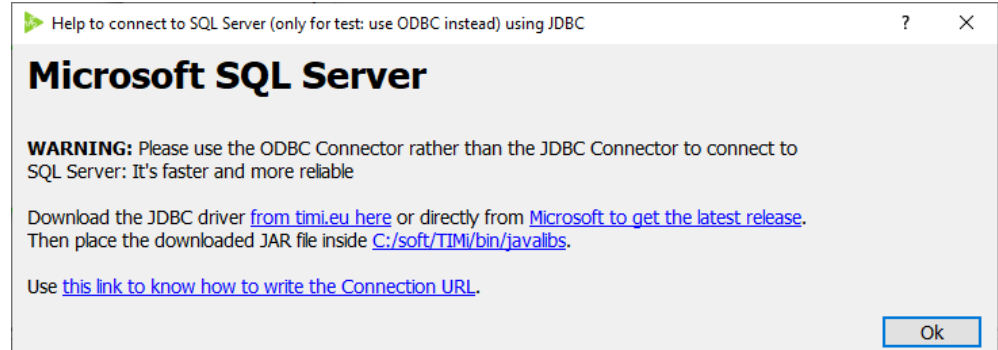 Help to connect to SQL Server (only for test: use ODBC instead) using JDBC
Microsoft SQL Server
WARNING: Please use the ODBC Connector rather than the JDBC Connector to connect to
SQL Server: It's faster and more reliable
Download the JDBC driver from timi.eu here or directly from Microsoft to get the latest release.
Then place the downloaded JAR file inside C:/soft/TIMi/bin/javalibs.
Use this link to know how to write the Connection URL.
Ok